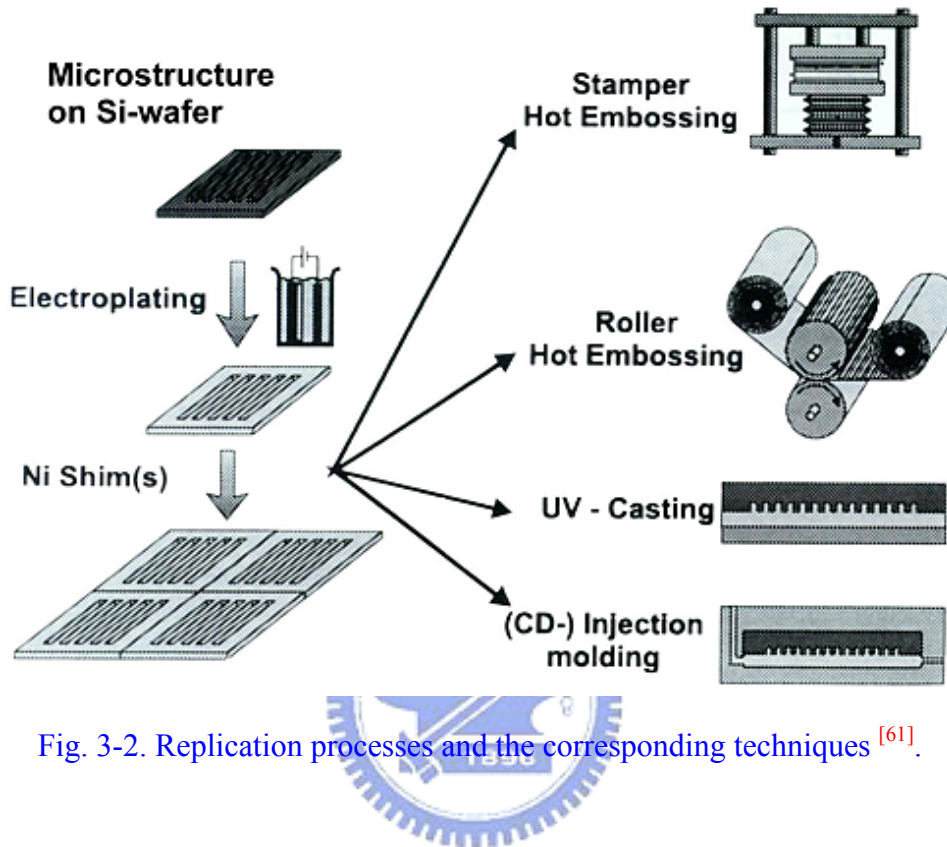 Microstructure
on Si-wafer
Electroplating
Ni Shim(s)
Stamper
Hot Embossing
Roller
Hot Embossing
UV - Casting
(CD-) Injection
molding
Fig. 3-2. Replication processes and the corresponding techniques [61].
1896